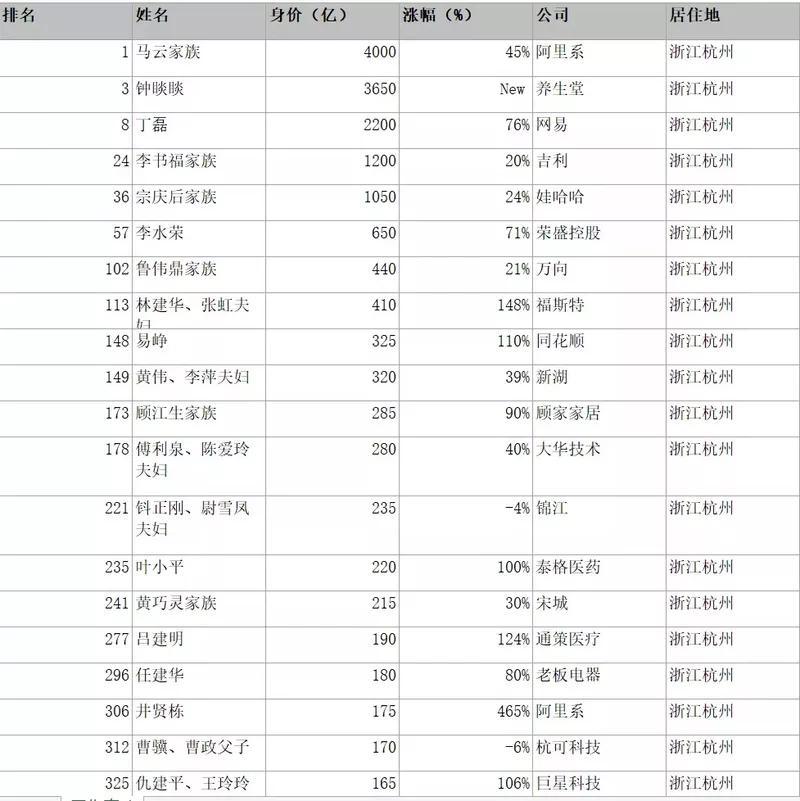 排名 姓名 身价（亿） 涨幅（%） 公司 居住地
1 马云家族 4000 45% 阿里系 浙江杭州
3 钟睒睒 3650 New 养生堂 浙江杭州
8 丁磊 2200 76% 网易 浙江杭州
24 李书福家族 1200 20% 吉利 浙江杭州
36 宗庆后家族 1050 24% 娃哈哈 浙江杭州
57 李水荣 650 71% 荣盛控股 浙江杭州
102 鲁伟鼎家族 440 21% 万向 浙江杭州
113 林建华、张虹夫 410 148% 福斯特 浙江杭州
妇
148 易峥 325 110% 同花顺 浙江杭州
149 黄伟、李萍夫妇 320 39% 新湖 浙江杭州
173 顾江生家族 285 90% 顾家家居 浙江杭州
178 傅利泉、陈爱玲 280 40% 大华技术 浙江杭州
夫妇
221 钭正刚、尉雪凤 235 -4% 锦江 浙江杭州
夫妇
235 叶小平 220 100% 泰格医药 浙江杭州
241 黄巧灵家族 215 30% 宋城 浙江杭州
277 吕建明 190 124% 通策医疗 浙江杭州
296 任建华 180 80% 老板电器 浙江杭州
306 井贤栋 175 465% 阿里系 浙江杭州
312 曹骥、曹政父子 170 -6% 杭可科技 浙江杭州
325 仇建平、王玲玲 165 106% 巨星科技 浙江杭州